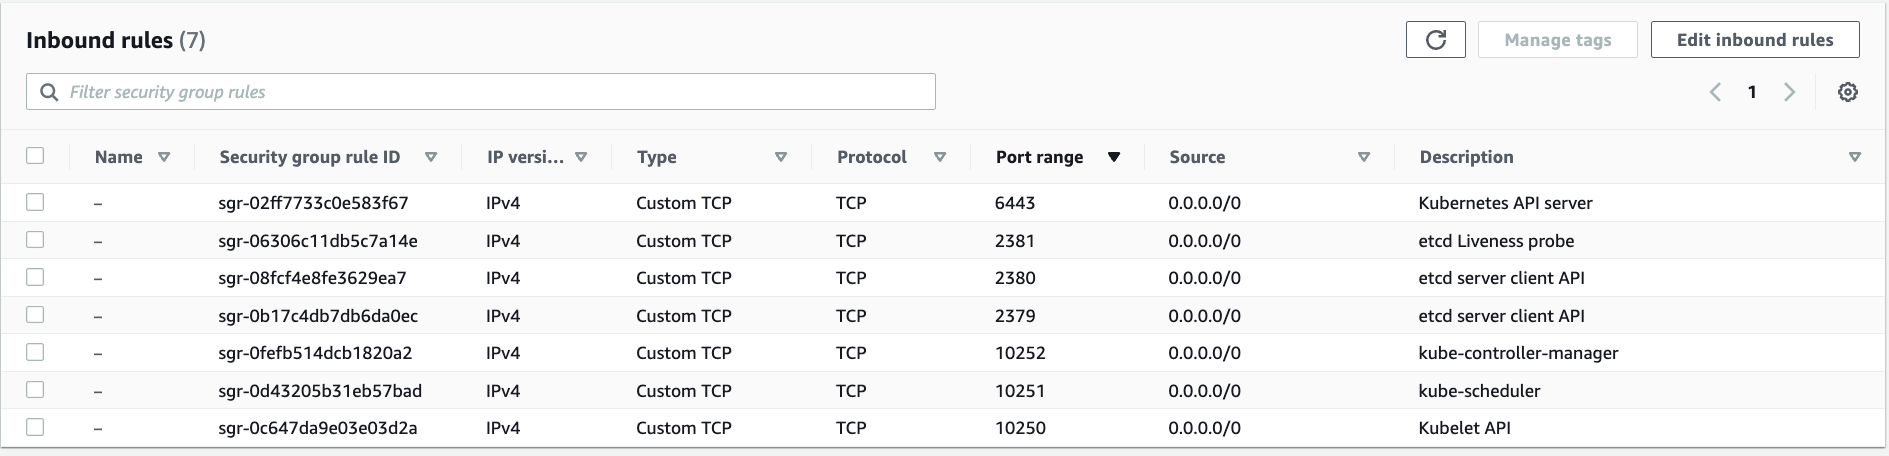 Inbound rules (7)
Manage tags
Edit inbound rules
Filter security group rules
1
Name Security group rule ID IP versi... Type Protocol Port range Source Description
– sgr-02ff7733c0e583f67 IPv4 Custom TCP TCP 6443 0.0.0.0/0 Kubernetes API server
– sgr-06306c11db5c7a14e IPv4 Custom TCP TCP 2381 0.0.0.0/0 etcd Liveness probe
– sgr-08fcf4e8fe3629ea7 IPv4 Custom TCP TCP 2380 0.0.0.0/0 etcd server client API
– sgr-0b17c4db7db6da0ec IPv4 Custom TCP TCP 2379 0.0.0.0/0 etcd server client API
– sgr-0fefb514dcb1820a2 IPv4 Custom TCP TCP 10252 0.0.0.0/0 kube-controller-manager
– sgr-0d43205b31eb57bad IPv4 Custom TCP TCP 10251 0.0.0.0/0 kube-scheduler
– sgr-0c647da9e03e03d2a IPv4 Custom TCP TCP 10250 0.0.0.0/0 Kubelet API